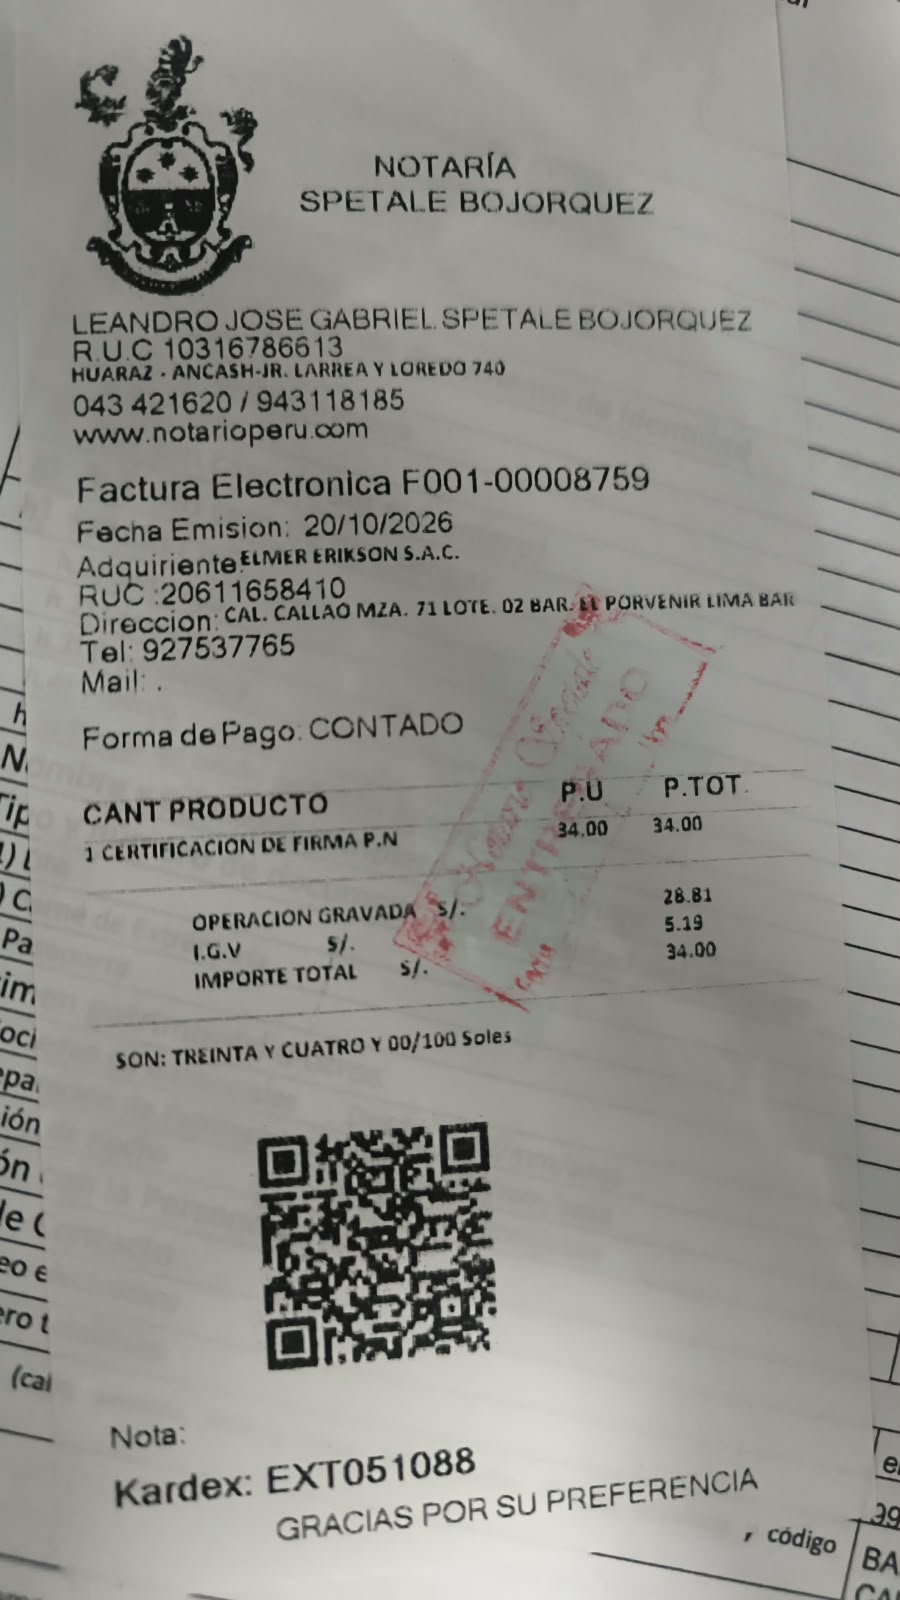 NOTARÍA
SPETALE BOJORQUEZ
LEANDRO JOSE GABRIEL SPETALE BOJORQUEZ
R.U.C 10316786613
HUARAZ - ANCASH-JR. LARREA Y LOREDO 740
043 421620 / 943118185
www.notarioperu.com
Factura Electronica F001-00008759
Fecha Emision: 20/10/2026
Adquiriente: ELMER ERIKSON S.A.C.
RUC :20611658410
Direccion: CAL. CALLAO MZA. 71 LOTE. 02 BAR. EL PORVENIR LIMA BAR
Tel: 927537765
Mail: .
Forma de Pago: CONTADO
CANT PRODUCTO P.U P.TOT.
1 CERTIFICACION DE FIRMA P.N 34.00 34.00
OPERACION GRAVADA S/. 28.81
I.G.V S/. 5.19
IMPORTE TOTAL S/. 34.00
ENTREGADO
SON: TREINTA Y CUATRO Y 00/100 Soles
Nota:
Kardex: EXT051088
GRACIAS POR SU PREFERENCIA
, código
BA